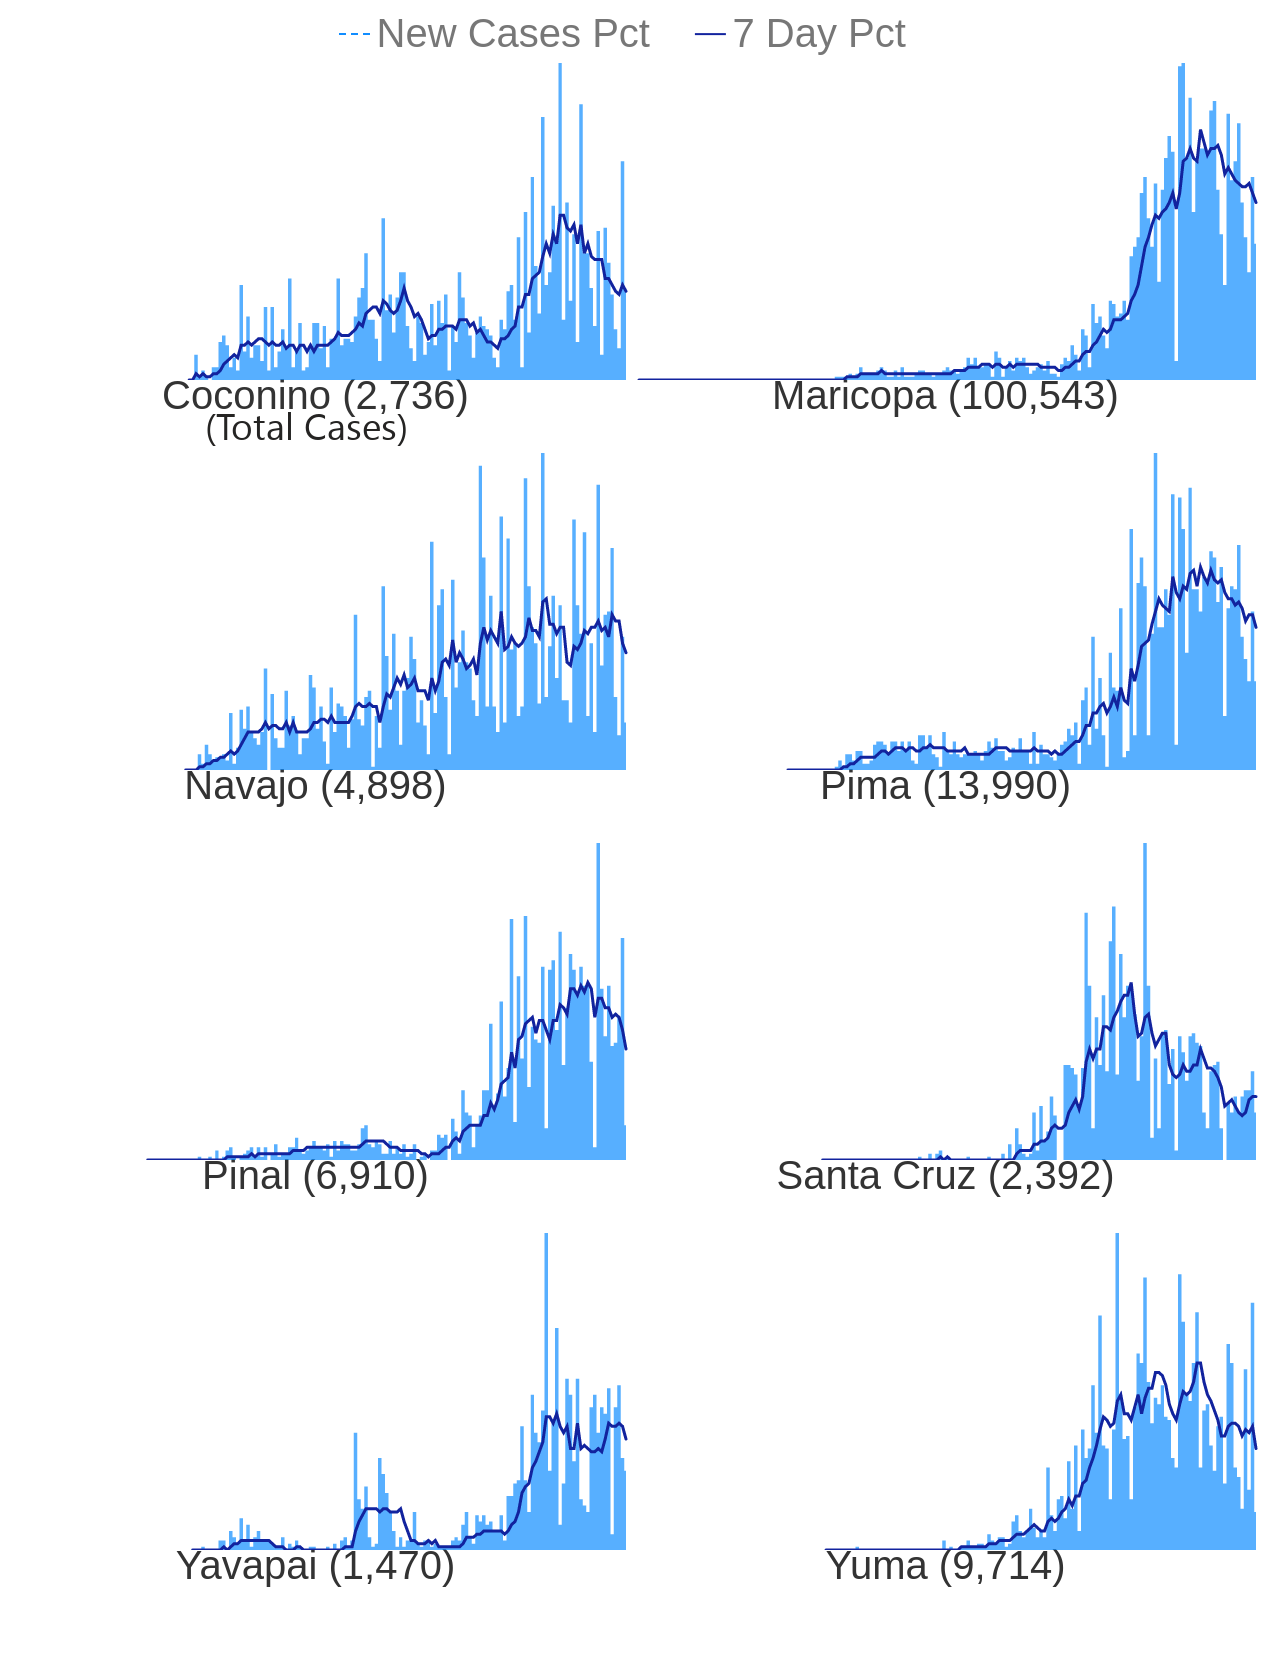 New Cases Pct 7 Day Pct
Coconino (2,736) Maricopa (100,543)
(Total Cases)
Navajo (4,898) Pima (13,990)
Pinal (6,910) Santa Cruz (2,392)
Yavapai (1,470) Yuma (9,714)